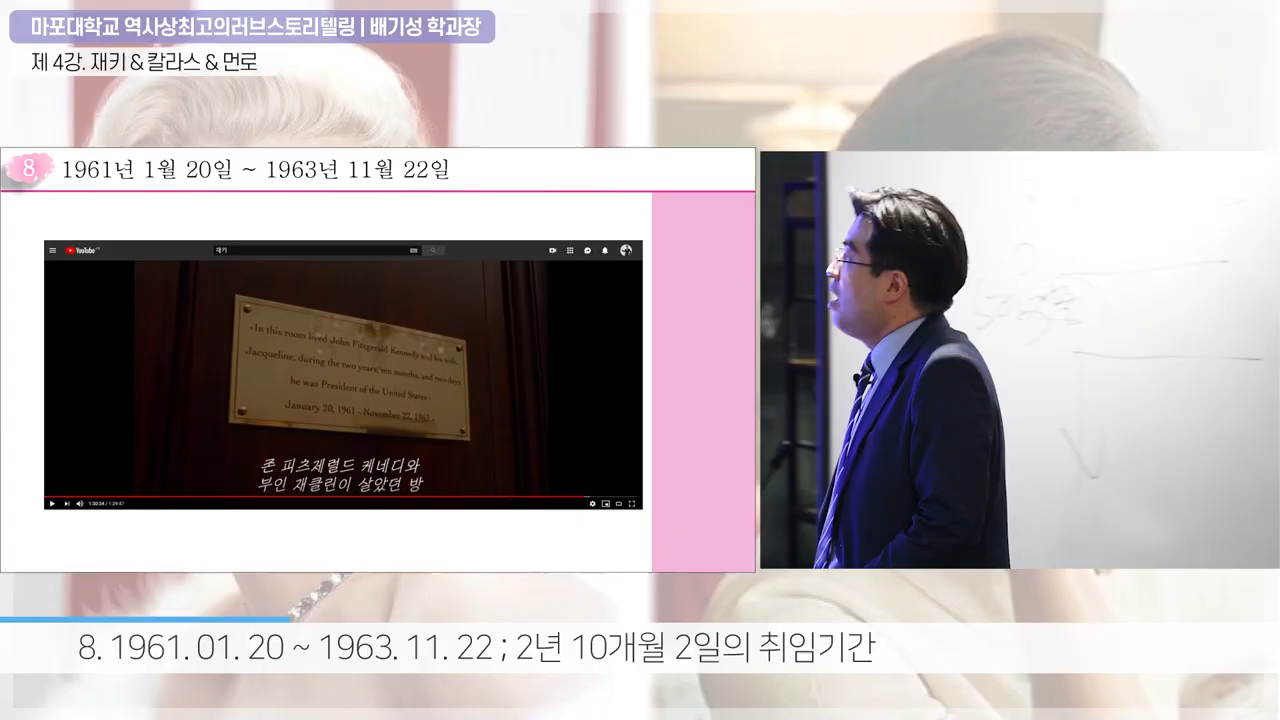 마포대학교 역사상최고의러브스토리텔링 | 배기성 학과장
제 4강. 재키 & 칼라스 & 먼로
8. 1961년 1월 20일 ~ 1963년 11월 22일
YouTube
재키
In this room lived John Fitzgerald Kennedy and his wife,
Jacqueline, during the two years, ten months, and two days
he was President of the United States :
January 20, 1961 - November 22, 1963 -
존 피츠제럴드 케네디와
부인 재클린이 살았던 방
1:30:34 / 1:39:47
8. 1961. 01. 20 ~ 1963. 11. 22 ; 2년 10개월 2일의 취임기간